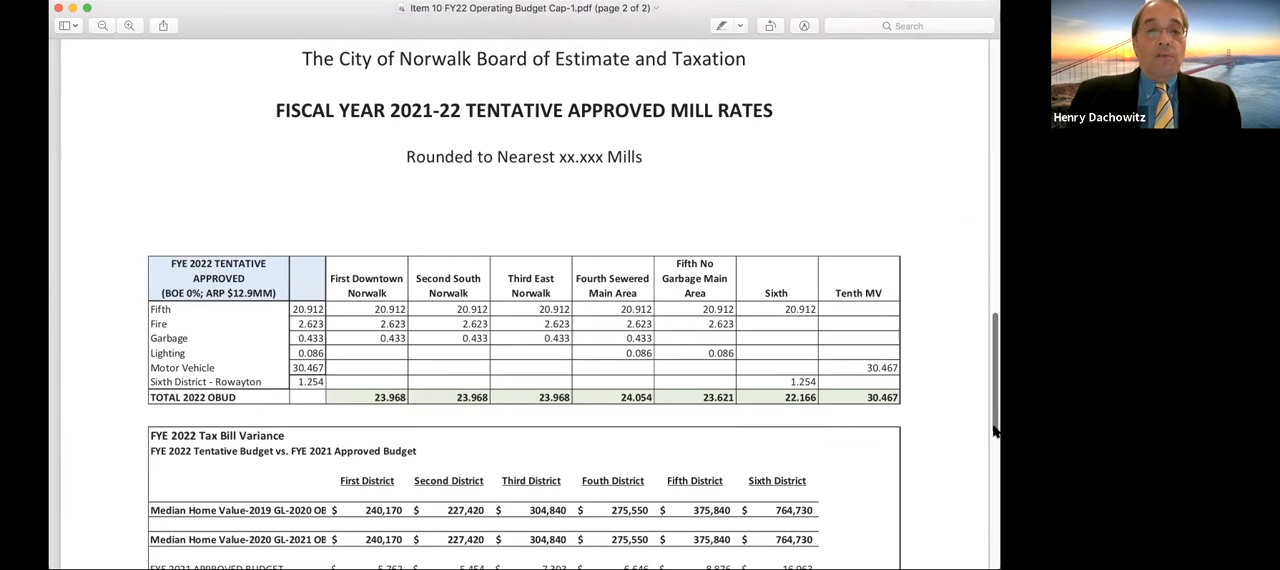 Item 10 FY22 Operating Budget Cap-1.pdf (page 2 of 2)
Search
The City of Norwalk Board of Estimate and Taxation
FISCAL YEAR 2021-22 TENTATIVE APPROVED MILL RATES
Rounded to Nearest xx.xxx Mills
Henry Dachowitz
FYE 2022 TENTATIVE APPROVED (BOE 0%; ARP $12.9MM) First Downtown Norwalk Second South Norwalk Third East Norwalk Fourth Sewered Main Area Fifth No Garbage Main Area Sixth Tenth MV
Fifth 20.912 20.912 20.912 20.912 20.912 20.912 20.912
Fire 2.623 2.623 2.623 2.623 2.623 2.623
Garbage 0.433 0.433 0.433 0.433 0.433
Lighting 0.086 0.086 0.086
Motor Vehicle 30.467 30.467
Sixth District - Rowayton 1.254 1.254
TOTAL 2022 OBUD 23.968 23.968 23.968 24.054 23.621 22.166 30.467
FYE 2022 Tax Bill Variance
FYE 2022 Tentative Budget vs. FYE 2021 Approved Budget
First District Second District Third District Fouth District Fifth District Sixth District
Median Home Value-2019 GL-2020 OB $ 240,170 $ 227,420 $ 304,840 $ 275,550 $ 375,840 $ 764,730
Median Home Value-2020 GL-2021 OB $ 240,170 $ 227,420 $ 304,840 $ 275,550 $ 375,840 $ 764,730
FYE 2021 APPROVED BUDGET $ $ $ $ $ $